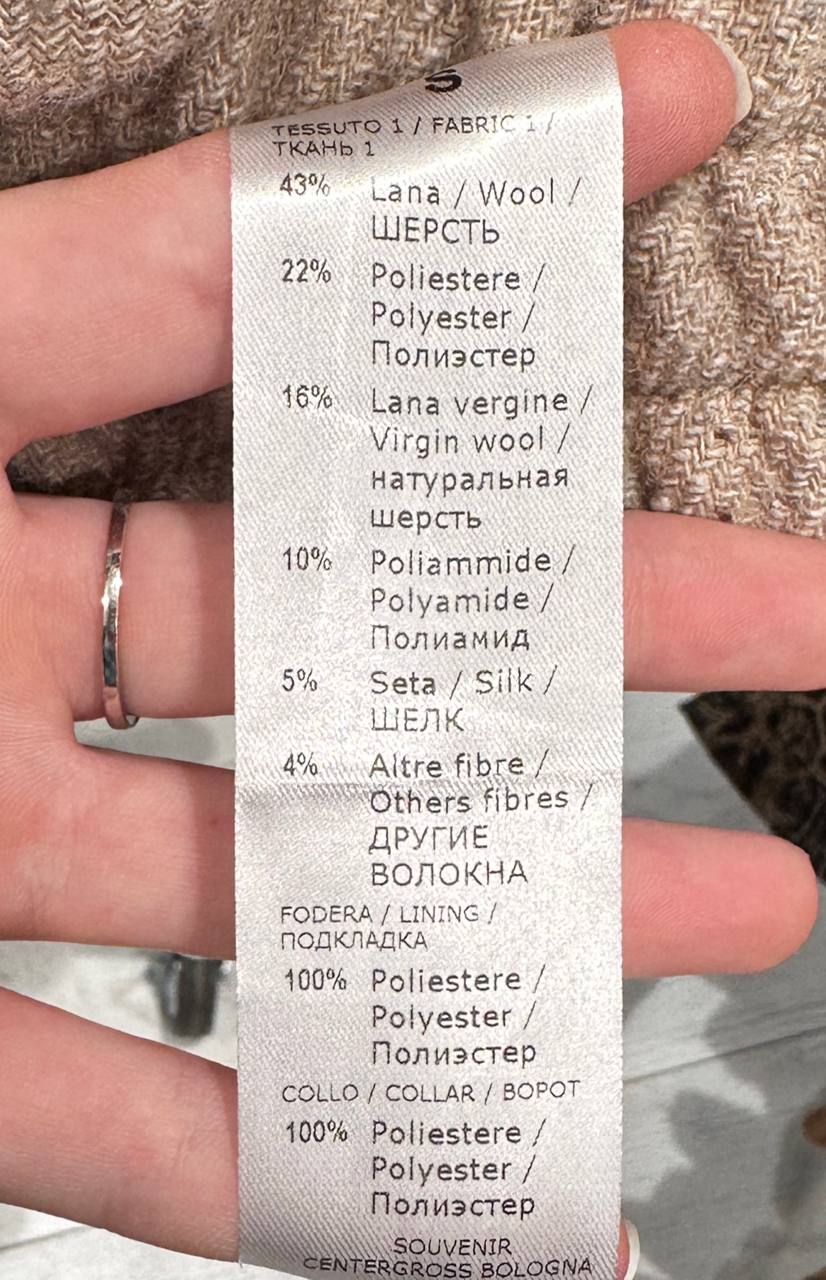 S
TESSUTO 1 / FABRIC 1 /
ТКАНЬ 1
43% Lana / Wool /
ШЕРСТЬ
22% Poliestere /
Polyester /
Полиэстер
16% Lana vergine /
Virgin wool /
натуральная
шерсть
10% Poliammide /
Polyamide /
Полиамид
5% Seta / Silk /
ШЕЛК
4% Altre fibre /
Others fibres /
ДРУГИЕ
ВОЛОКНА
FODERA / LINING /
ПОДКЛАДКА
100% Poliestere /
Polyester /
Полиэстер
COLLO / COLLAR / ВОРОТ
100% Poliestere /
Polyester /
Полиэстер
SOUVENIR
CENTERGROSS BOLOGNA